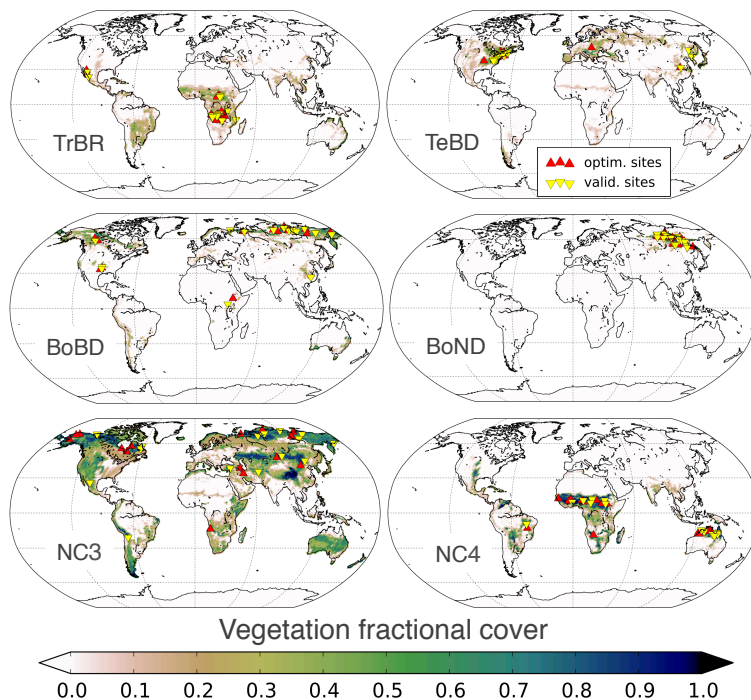 TrBR
TeBD
optim. sites
valid. sites
BoBD
BoND
NC3
NC4
Vegetation fractional cover
0.0 0.1 0.2 0.3 0.4 0.5 0.6 0.7 0.8 0.9 1.0